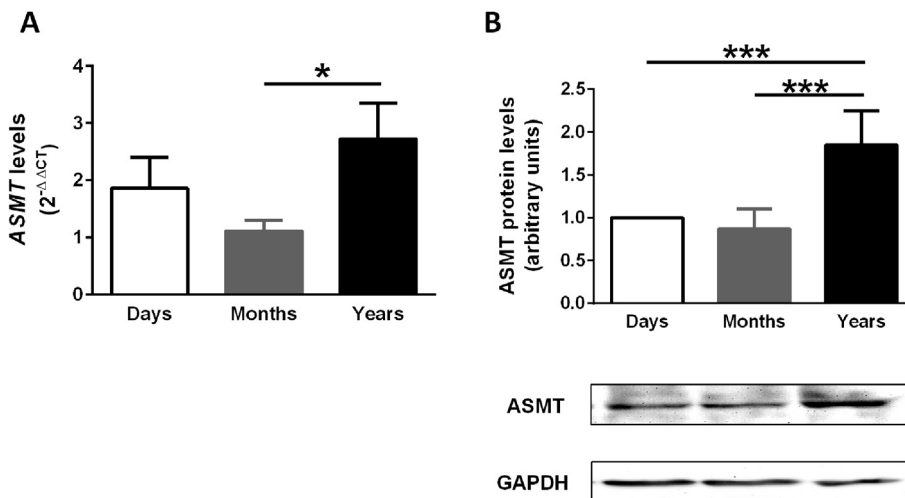 A
ASMT levels
(2-Δ ΔCT)
4
3
2
1
0
*
Days
Months
Years
B
ASMT protein levels
(arbitrary units)
2.5
2.0
1.5
1.0
0.5
0.0
***
***
Days
Months
Years
ASMT
GAPDH